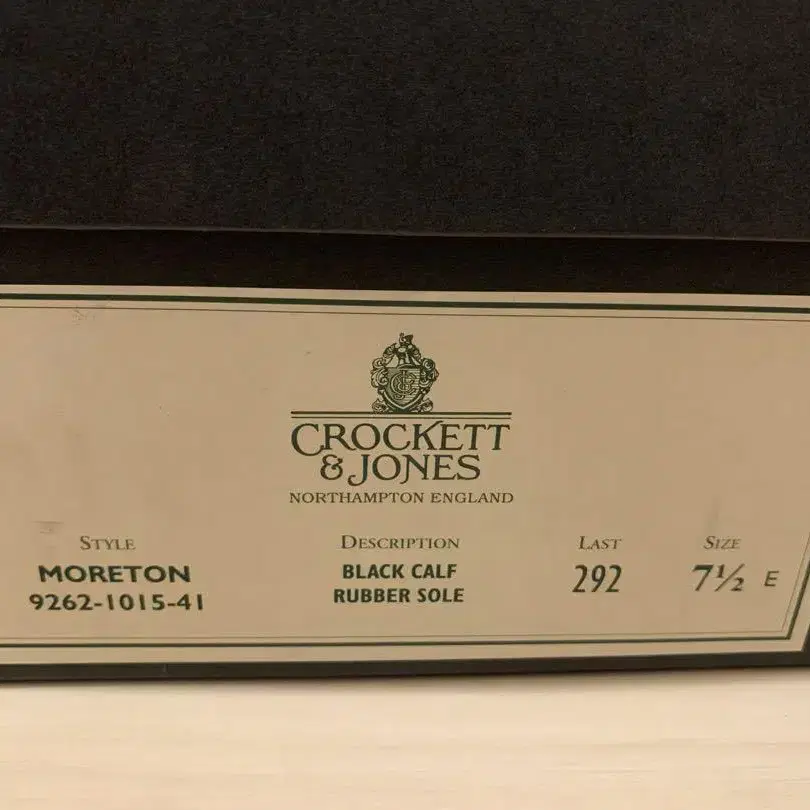 CROCKETT
& JONES
NORTHAMPTON ENGLAND
STYLE DESCRIPTION LAST SIZE
MORETON BLACK CALF 292 7½ E
9262-1015-41 RUBBER SOLE